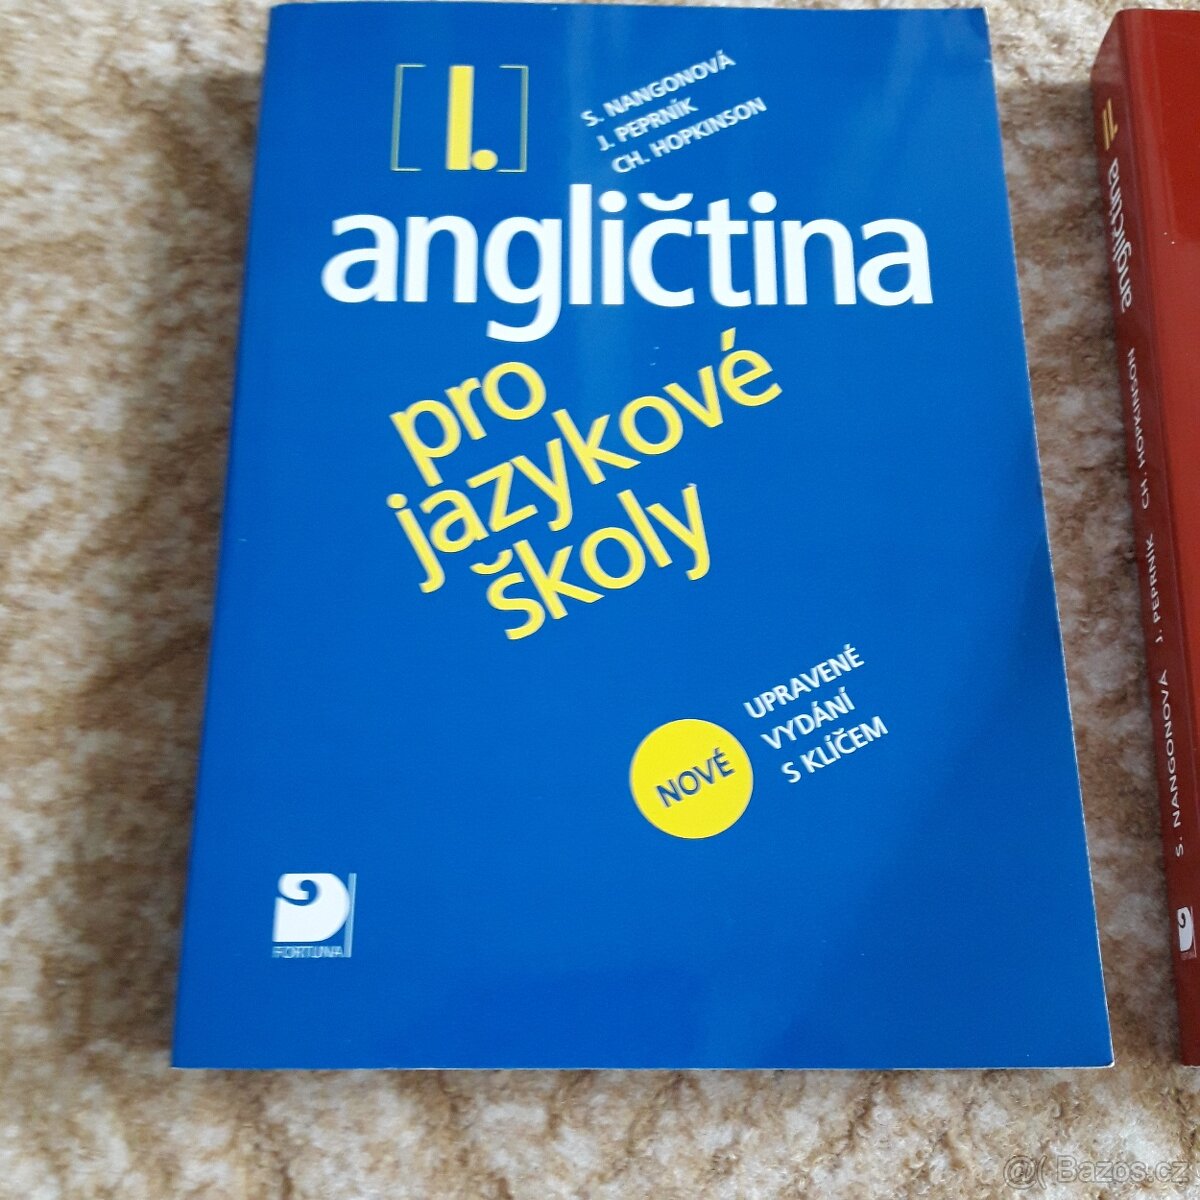 [I.]
S. NANGONOVÁ
J. PEPRNÍK
CH. HOPKINSON
angličtina
pro
jazykové
školy
NOVÉ
UPRAVENÉ
VYDÁNÍ
S KLÍČEM
FORTUNA
S. NANGONOVÁ J. PEPRNÍK CH. HOPKINSON angličtina
Bazos.cz